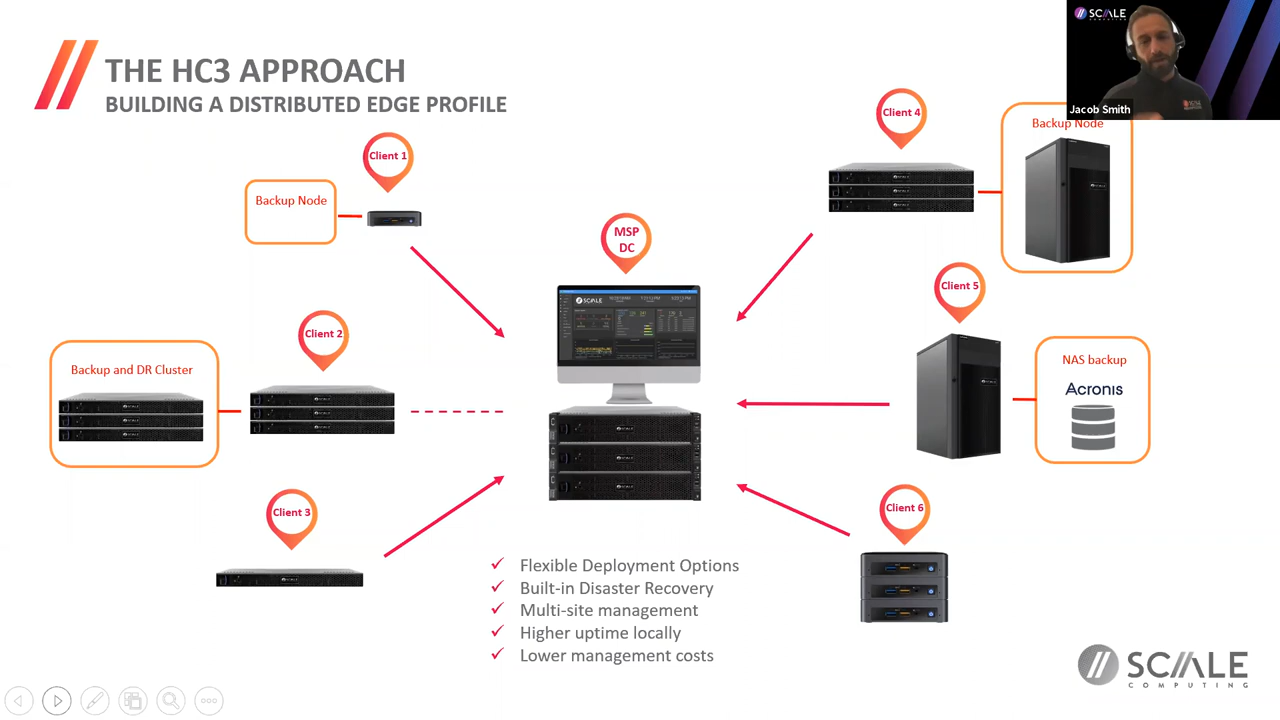 SCALE
Jacob Smith
THE HC3 APPROACH
BUILDING A DISTRIBUTED EDGE PROFILE
Client 1
Backup Node
Client 4
Backup Node
MSP
DC
SCALE
Client 2
Backup and DR Cluster
Client 5
NAS backup
Acronis
Client 3
Client 6
Flexible Deployment Options
Built-in Disaster Recovery
Multi-site management
Higher uptime locally
Lower management costs
SCALE
COMPUTING